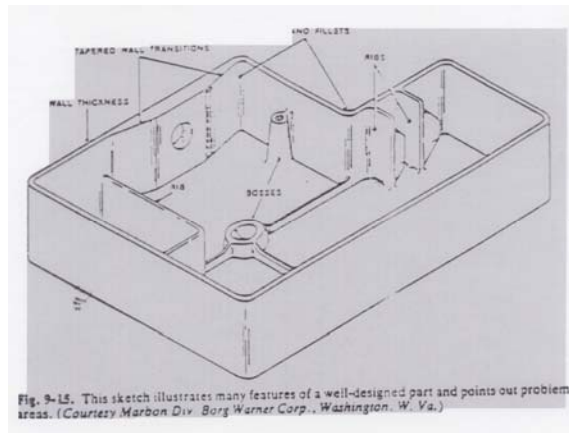 AND FILLETS
TAPERED WALL TRANSITIONS
RIBS
WALL THICKNESS
RIB
BOSSES
Fig. 9-15. This sketch illustrates many features of a well-designed part and points out problem
areas. (Courtesy Marbon Div. Borg Warner Corp., Washington, W. Va.)